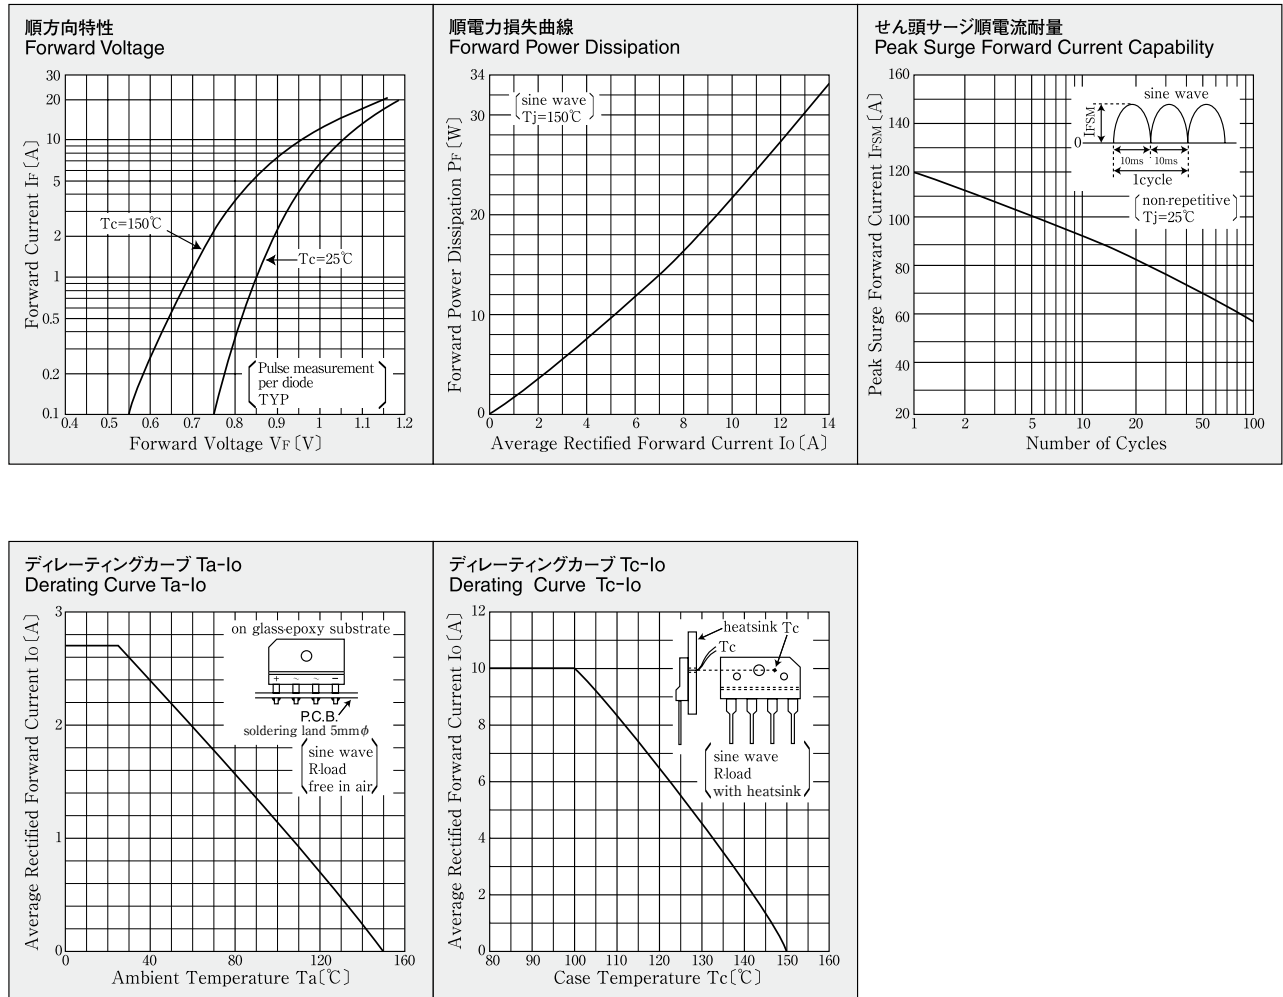 順方向特性
Forward Voltage
Forward Current IF〔A〕
30
20
10
5
2
1
0.5
0.2
0.1
Tc=150℃
Tc=25℃
Pulse measurement
per diode
TYP
0.4 0.5 0.6 0.7 0.8 0.9 1 1.1 1.2
Forward Voltage VF〔V〕
順電力損失曲線
Forward Power Dissipation
Forward Power Dissipation PF〔W〕
34
30
20
10
0
sine wave
Tj=150℃
0 2 4 6 8 10 12 14
Average Rectified Forward Current Io〔A〕
せん頭サージ順電流耐量
Peak Surge Forward Current Capability
Peak Surge Forward Current IFSM〔A〕
160
140
120
100
80
60
40
20
sine wave
IFSM
0
10ms 10ms
1cycle
non-repetitive
Tj=25℃
1 2 5 10 20 50 100
Number of Cycles
ディレーティングカーブ Ta-Io
Derating Curve Ta-Io
Average Rectified Forward Current Io〔A〕
3
2
1
0
on glass-epoxy substrate
+ ~ ~ −
P.C.B.
soldering land 5mmφ
sine wave
R-load
free in air
0 40 80 120 160
Ambient Temperature Ta〔℃〕
ディレーティングカーブ Tc-Io
Derating Curve Tc-Io
Average Rectified Forward Current Io〔A〕
12
10
8
6
4
2
0
heatsink Tc
Tc
sine wave
R-load
with heatsink
80 90 100 110 120 130 140 150 160
Case Temperature Tc〔℃〕